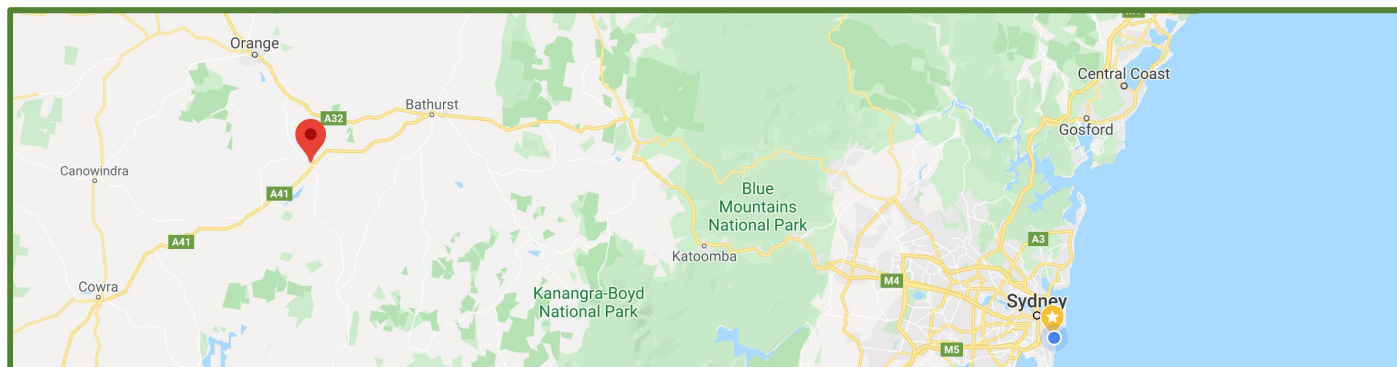 Orange
Central Coast
A32
Bathurst
Gosford
Canowindra
A41
Blue
Mountains
National Park
A41
A3
Katoomba
Cowra
M4
Kanangra-Boyd
National Park
Sydney
M5